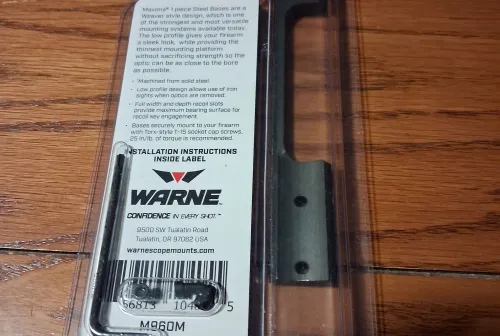 Maxima® 1 piece Steel Bases are a
Weaver style design, which is one
of the strongest and most versatile
mounting systems available today.
The low profile gives your firearm
a sleek look, while providing the
thinnest mounting platform
without sacrificing strength so
the optic can be as close to the bore
as possible.
• Machined from solid steel
• Low profile design allows use of iron
sights when optics are removed.
• Full width and depth recoil slots
provide maximum bearing surface for
recoil key engagement.
• Bases securely mount to your firearm
with Torx-style T-15 socket cap screws.
25 in/lb. of torque is recommended.
INSTALLATION INSTRUCTIONS
INSIDE LABEL
WARNE
CONFIDENCE IN EVERY SHOT.™
9500 SW Tualatin Road
Tualatin, OR 97062 USA
warnescopemounts.com
56813 104 5
M960M